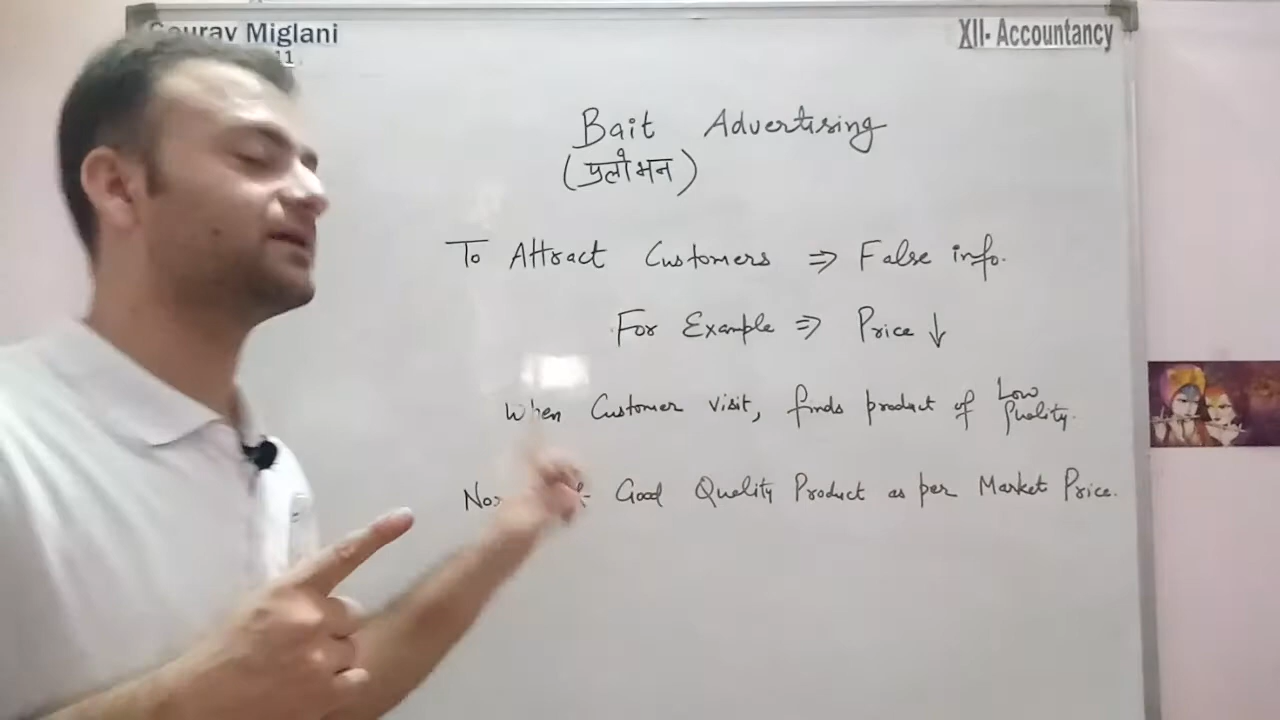 Gourav Miglani
11
XII- Accountancy
Bait Advertising
(प्रलोभन)
To Attract Customers ⇒ False info.
For Example ⇒ Price ↓
When Customer visit, finds product of Low Quality.
Good Quality Product as per Market Price.